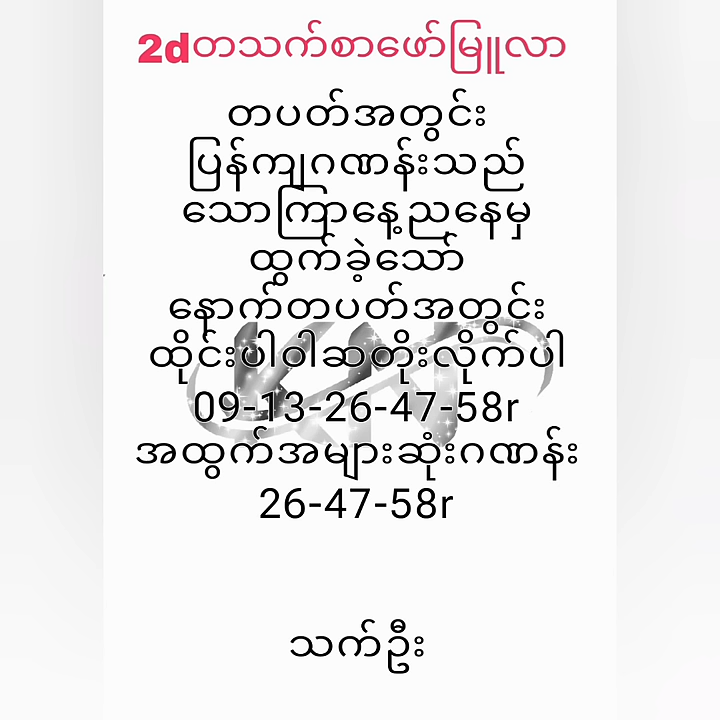 2dတသက်စာဖော်မြူလာ
တပတ်အတွင်း
ပြန်ကျဂဏန်းသည်
သောကြာနေ့ညနေမှ
ထွက်ခဲ့သော်
နောက်တပတ်အတွင်း
ထိုင်းပါဝါဆတိုးလိုက်ပါ
09-13-26-47-58r
အထွက်အများဆုံးဂဏန်း
26-47-58r
သက်ဦး